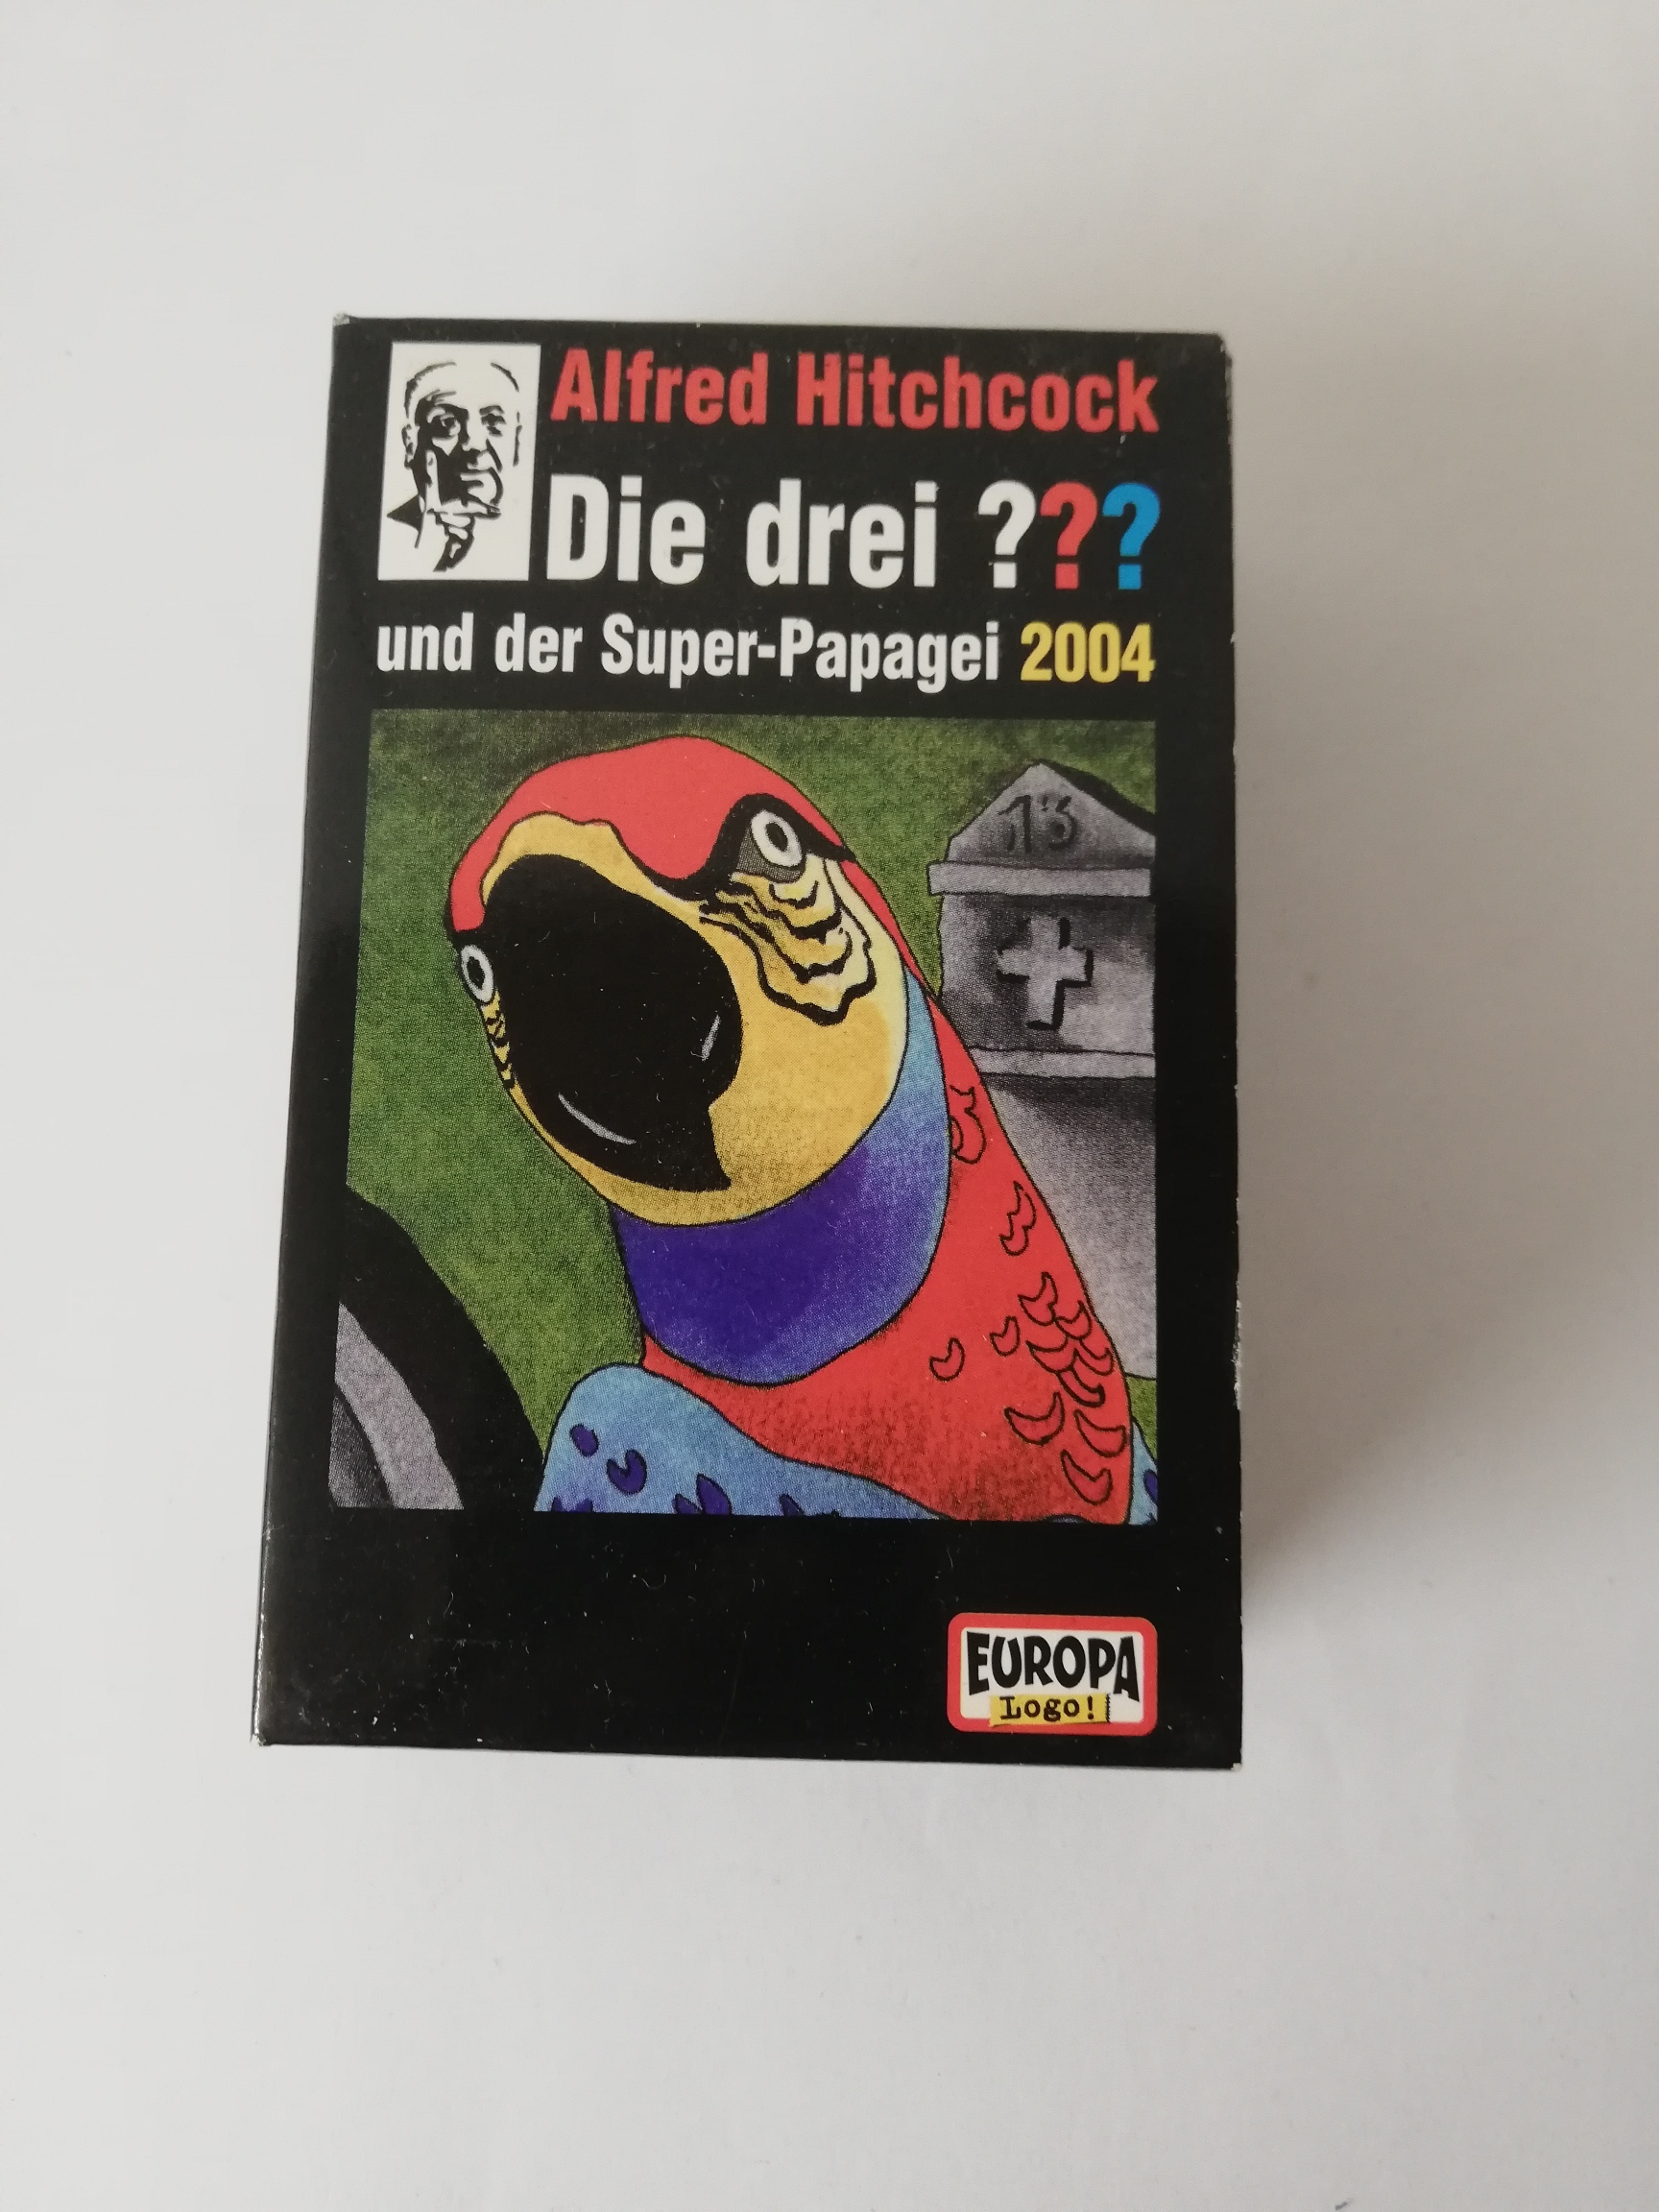 Alfred Hitchcock
Die drei ???
und der Super-Papagei 2004
13
EUROPA
Logo!